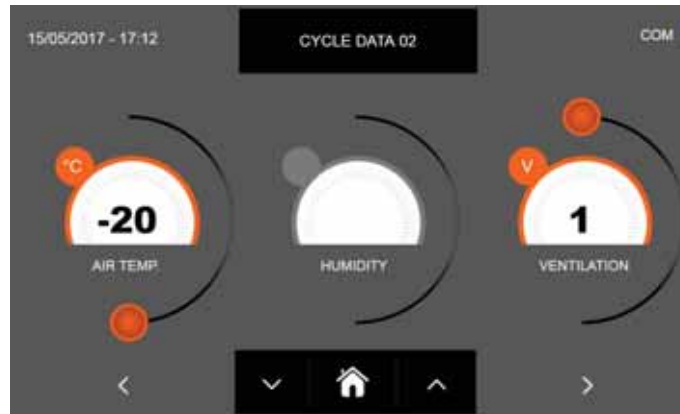 15/05/2017 - 17:12
CYCLE DATA 02
COM
°C
-20
AIR TEMP.
HUMIDITY
V
1
VENTILATION